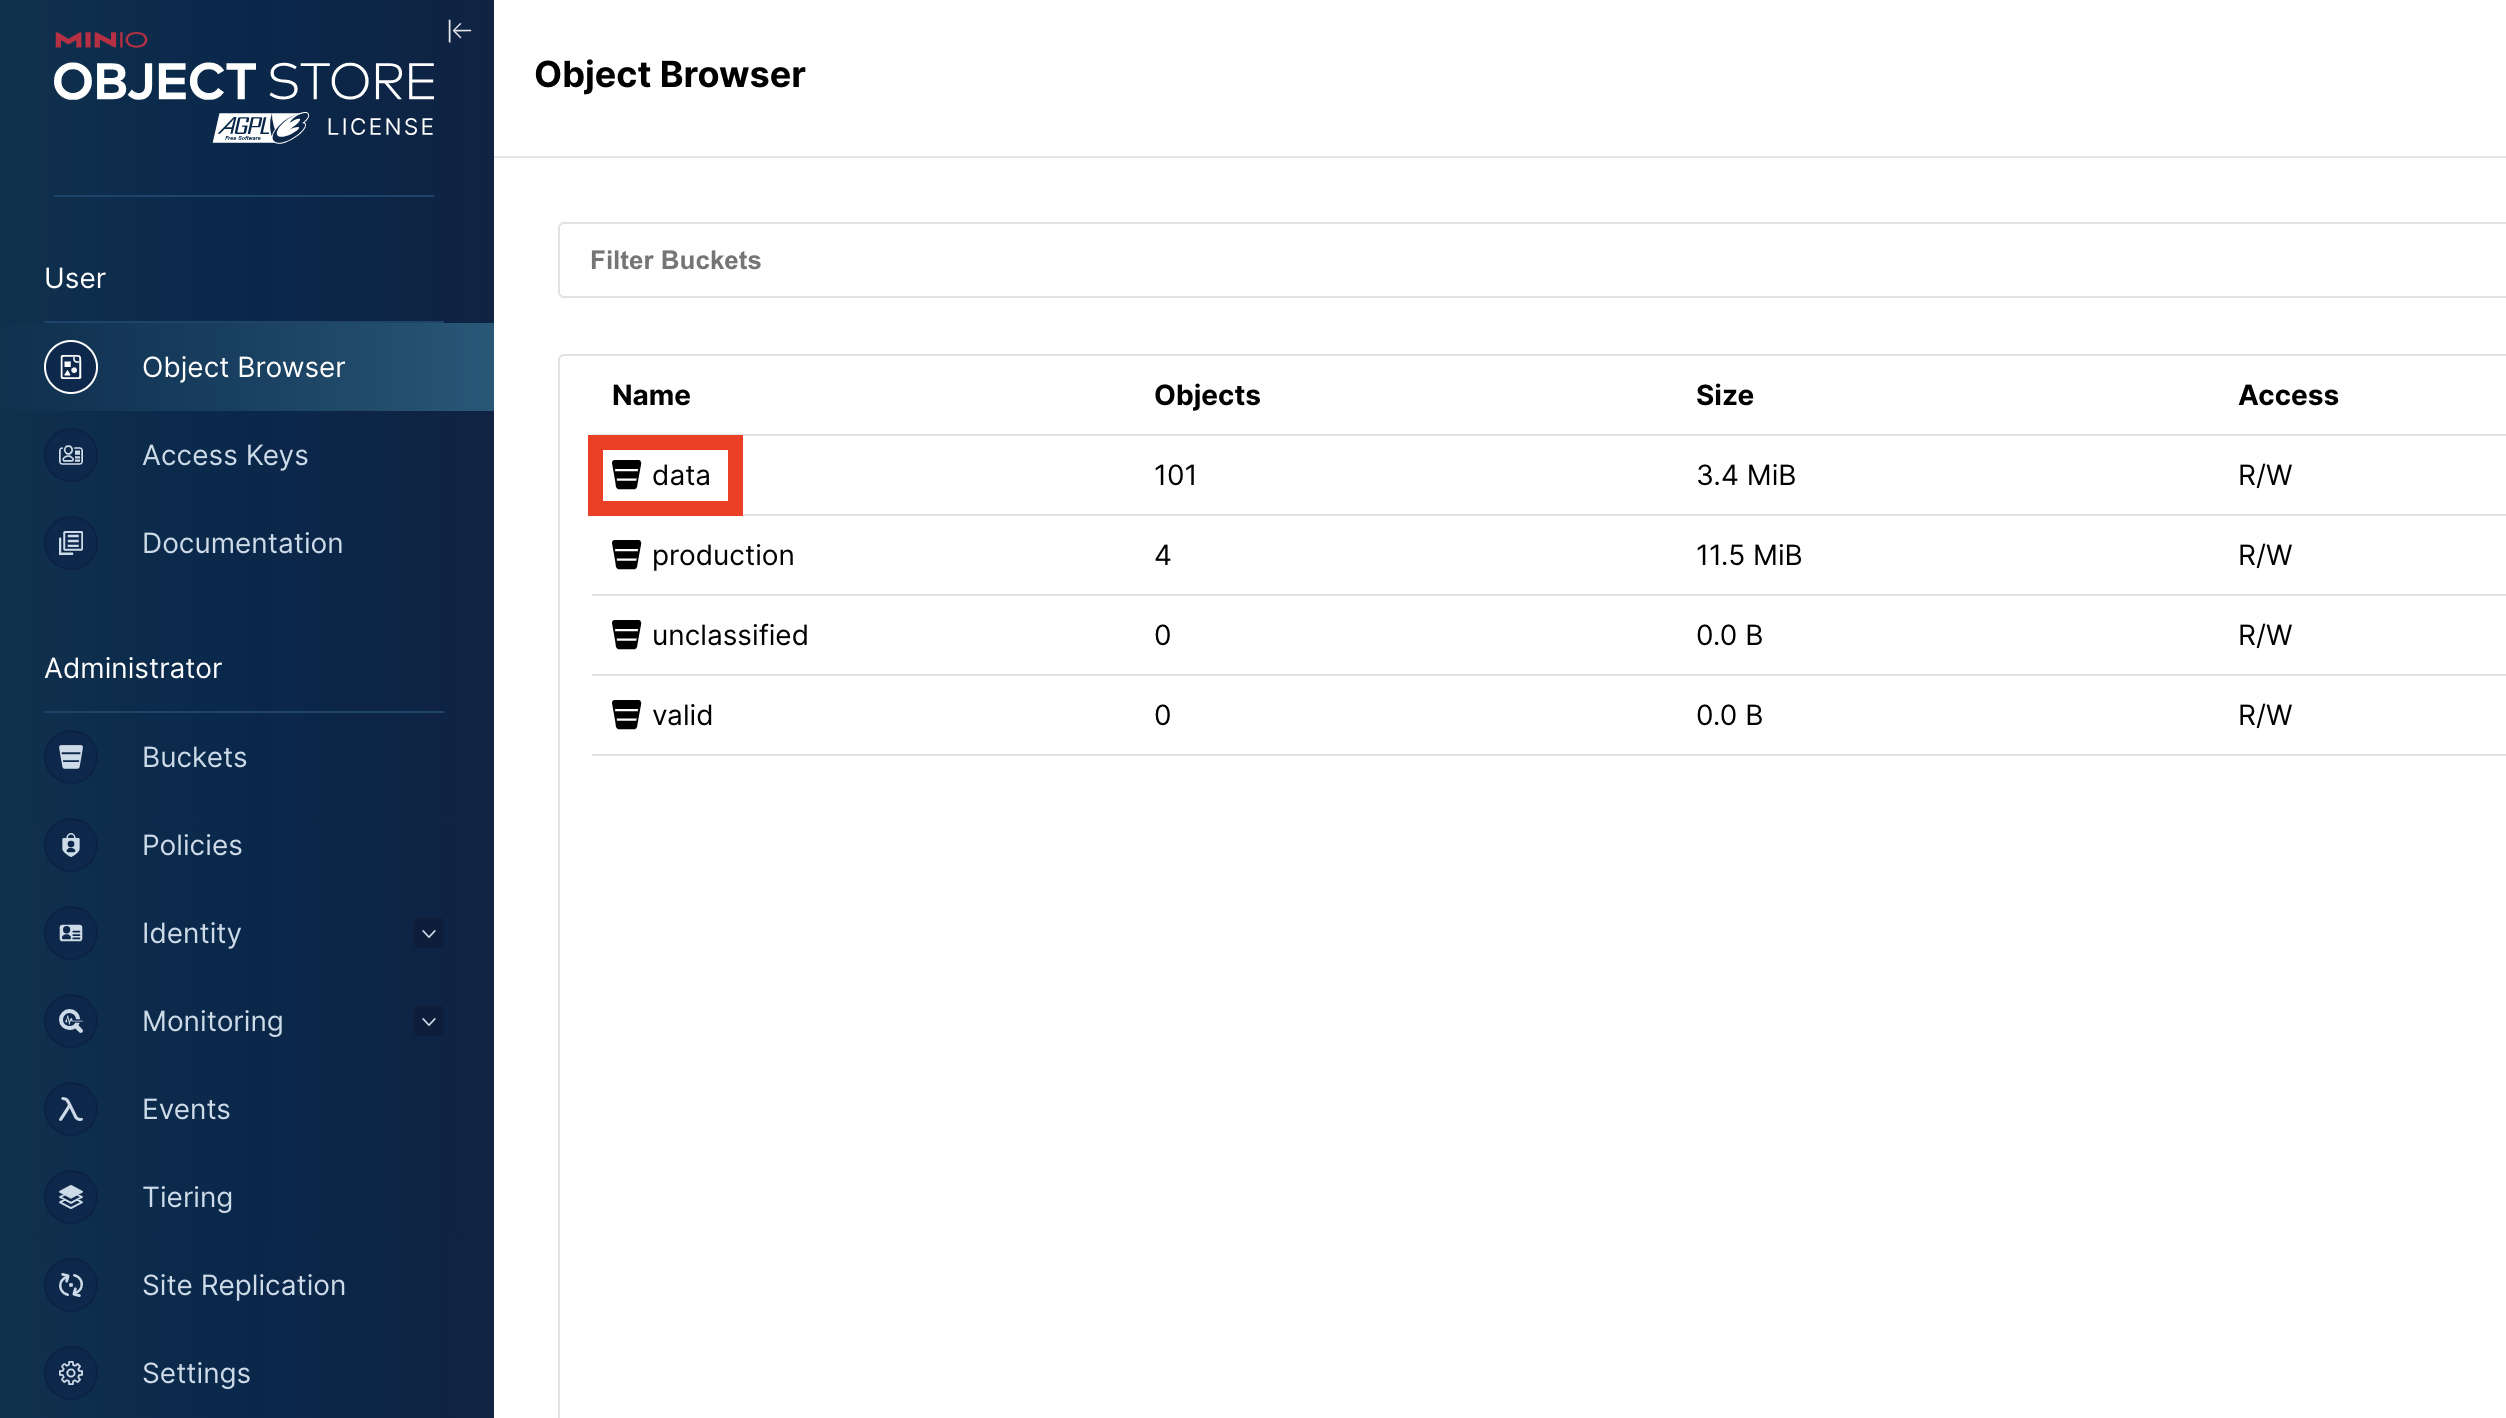 MINIO
OBJECT STORE
AGPLv3 LICENSE
Free Software
Object Browser
User
Object Browser
Access Keys
Documentation
Administrator
Buckets
Policies
Identity
Monitoring
Events
Tiering
Site Replication
Settings
Filter Buckets
Name Objects Size Access
data 101 3.4 MiB R/W
production 4 11.5 MiB R/W
unclassified 0 0.0 B R/W
valid 0 0.0 B R/W